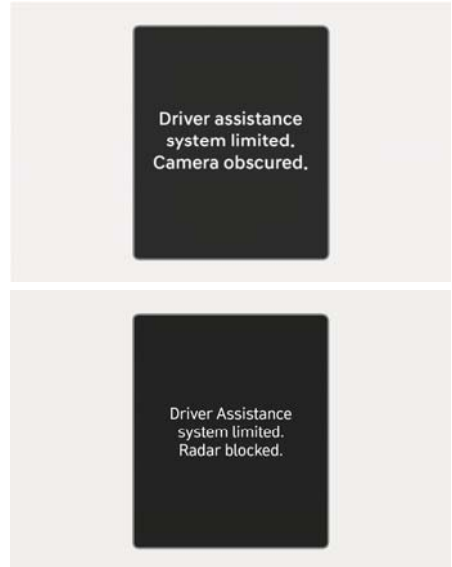 Driver assistance
system limited.
Camera obscured.
Driver Assistance
system limited.
Radar blocked.